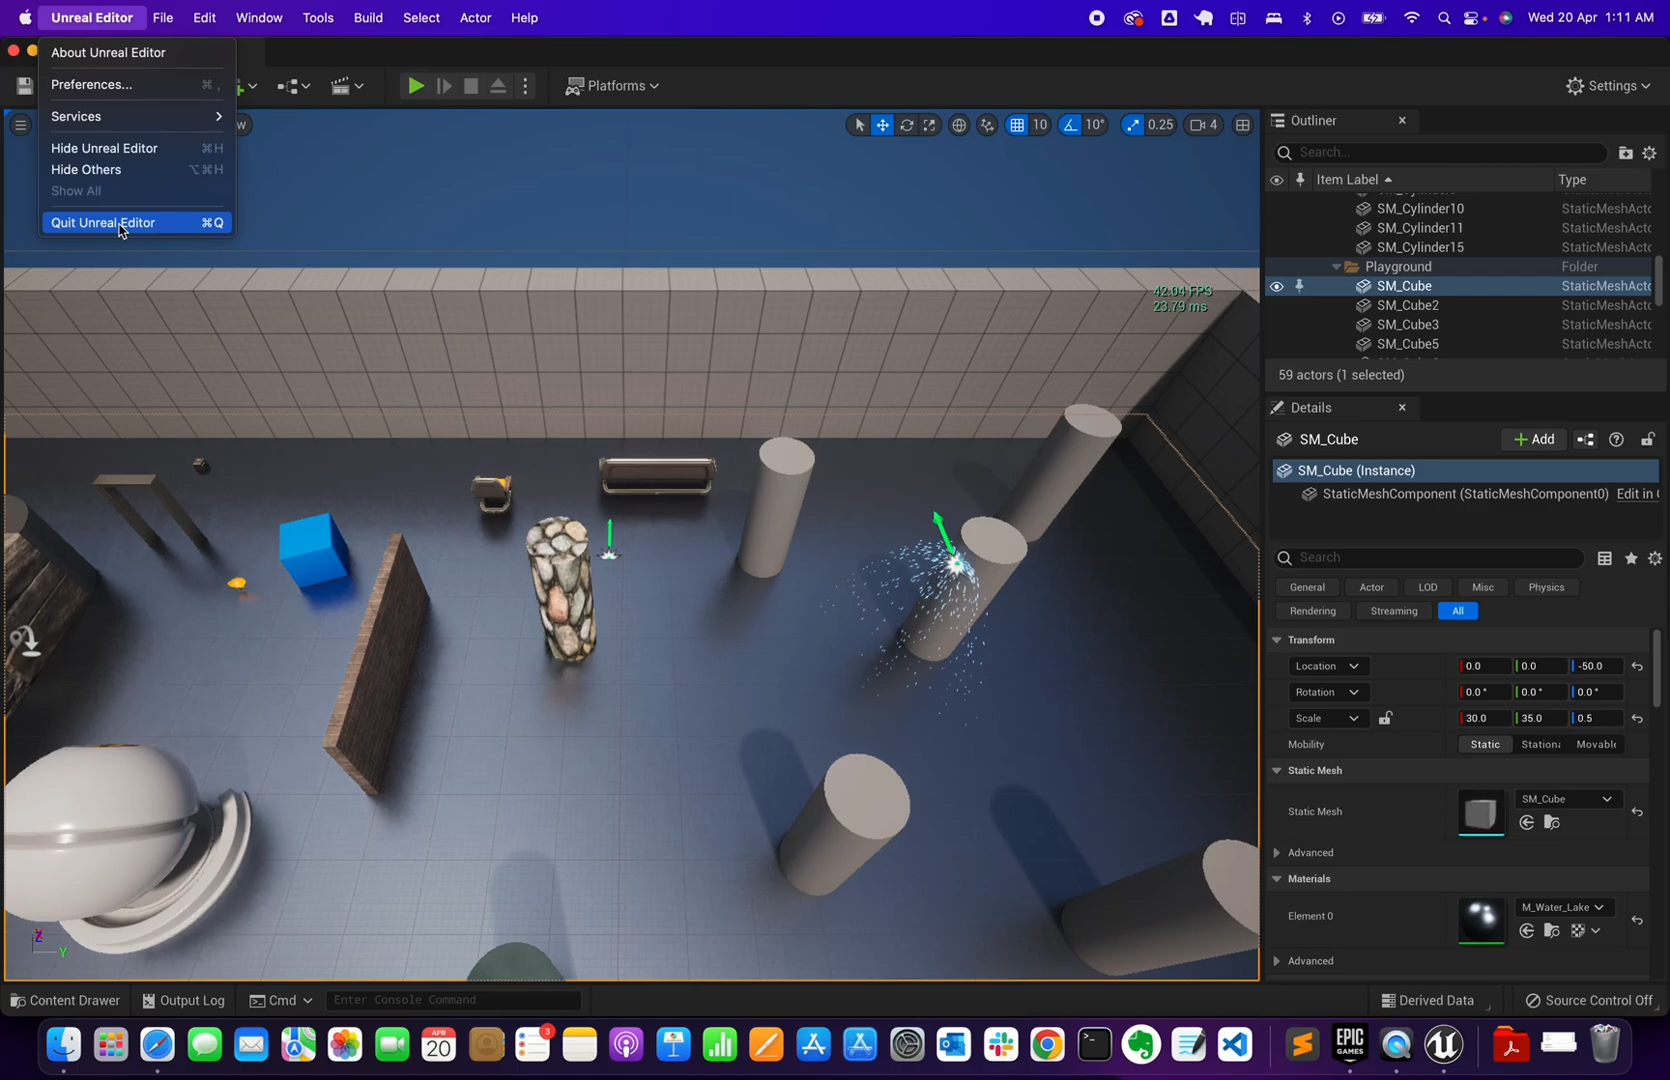 Unreal Editor File Edit Window Tools Build Select Actor Help Wed 20 Apr 1:11 AM
About Unreal Editor
Preferences... ⌘ ,
Services
Hide Unreal Editor ⌘H
Hide Others ⌥⌘H
Show All
Quit Unreal Editor ⌘Q
Platforms
Settings
w
10 10° 0.25 4
42.04 FPS
23.79 ms
Outliner
Search...
Item Label Type
SM_Cylinder10 StaticMeshActo
SM_Cylinder11 StaticMeshActo
SM_Cylinder15 StaticMeshActo
Playground Folder
SM_Cube StaticMeshActo
SM_Cube2 StaticMeshActo
SM_Cube3 StaticMeshActo
SM_Cube5 StaticMeshActo
59 actors (1 selected)
Details
SM_Cube + Add
SM_Cube (Instance)
StaticMeshComponent (StaticMeshComponent0) Edit in
Search
General Actor LOD Misc Physics
Rendering Streaming All
Transform
Location 0.0 0.0 -50.0
Rotation 0.0° 0.0° 0.0°
Scale 30.0 35.0 0.5
Mobility Static Station Movable
Static Mesh
SM_Cube
Static Mesh
Advanced
Materials
M_Water_Lake
Element 0
Advanced
Z
Y
Content Drawer Output Log Cmd Enter Console Command Derived Data Source Control Off
APR
20
3
EPIC
GAMES